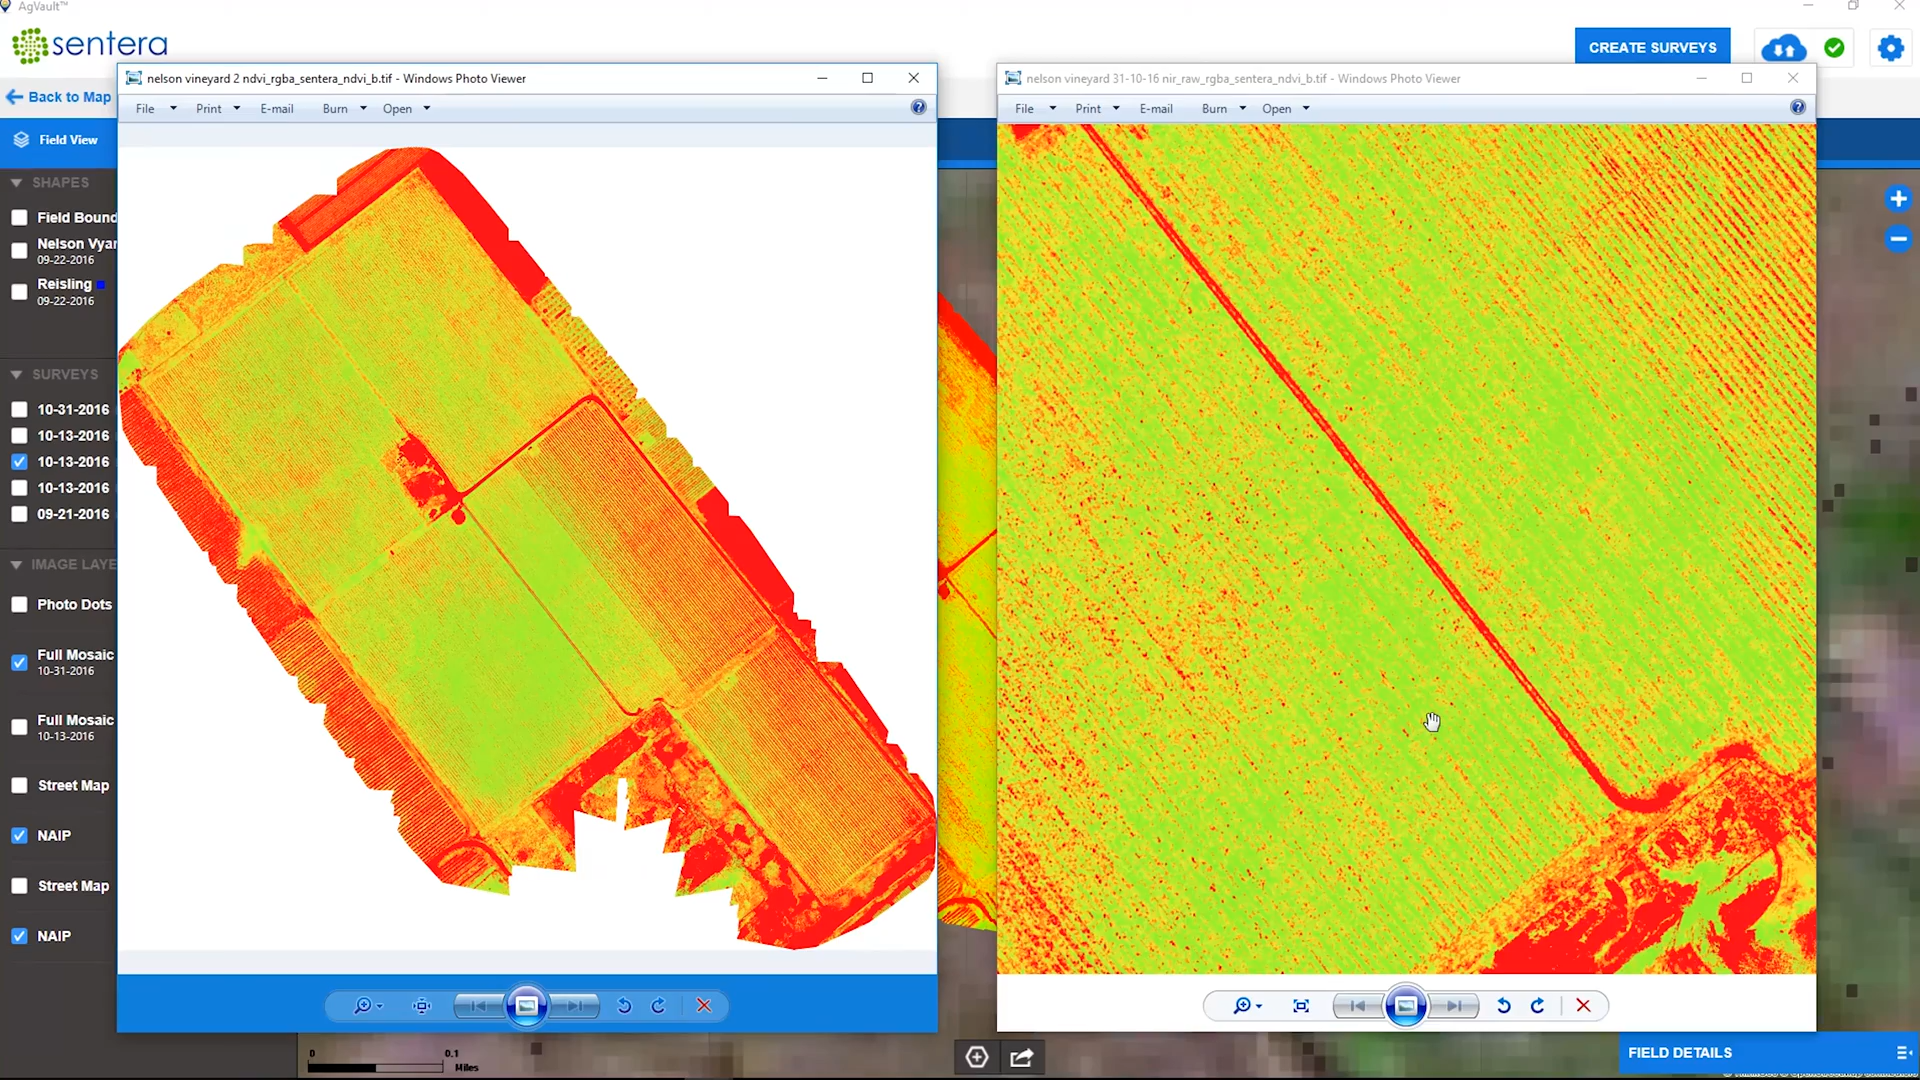 AgVault™
sentera
CREATE SURVEYS
Back to Map
Field View
SHAPES
Field Bound
Nelson Vyar
09-22-2016
Reisling
09-22-2016
SURVEYS
10-31-2016
10-13-2016
10-13-2016
10-13-2016
09-21-2016
IMAGE LAYE
Photo Dots
Full Mosaic
10-31-2016
Full Mosaic
10-13-2016
Street Map
NAIP
Street Map
NAIP
nelson vineyard 2 ndvi_rgba_sentera_ndvi_b.tif - Windows Photo Viewer
File Print E-mail Burn Open
nelson vineyard 31-10-16 nir_raw_rgba_sentera_ndvi_b.tif - Windows Photo Viewer
File Print E-mail Burn Open
0 0.1
Miles
FIELD DETAILS